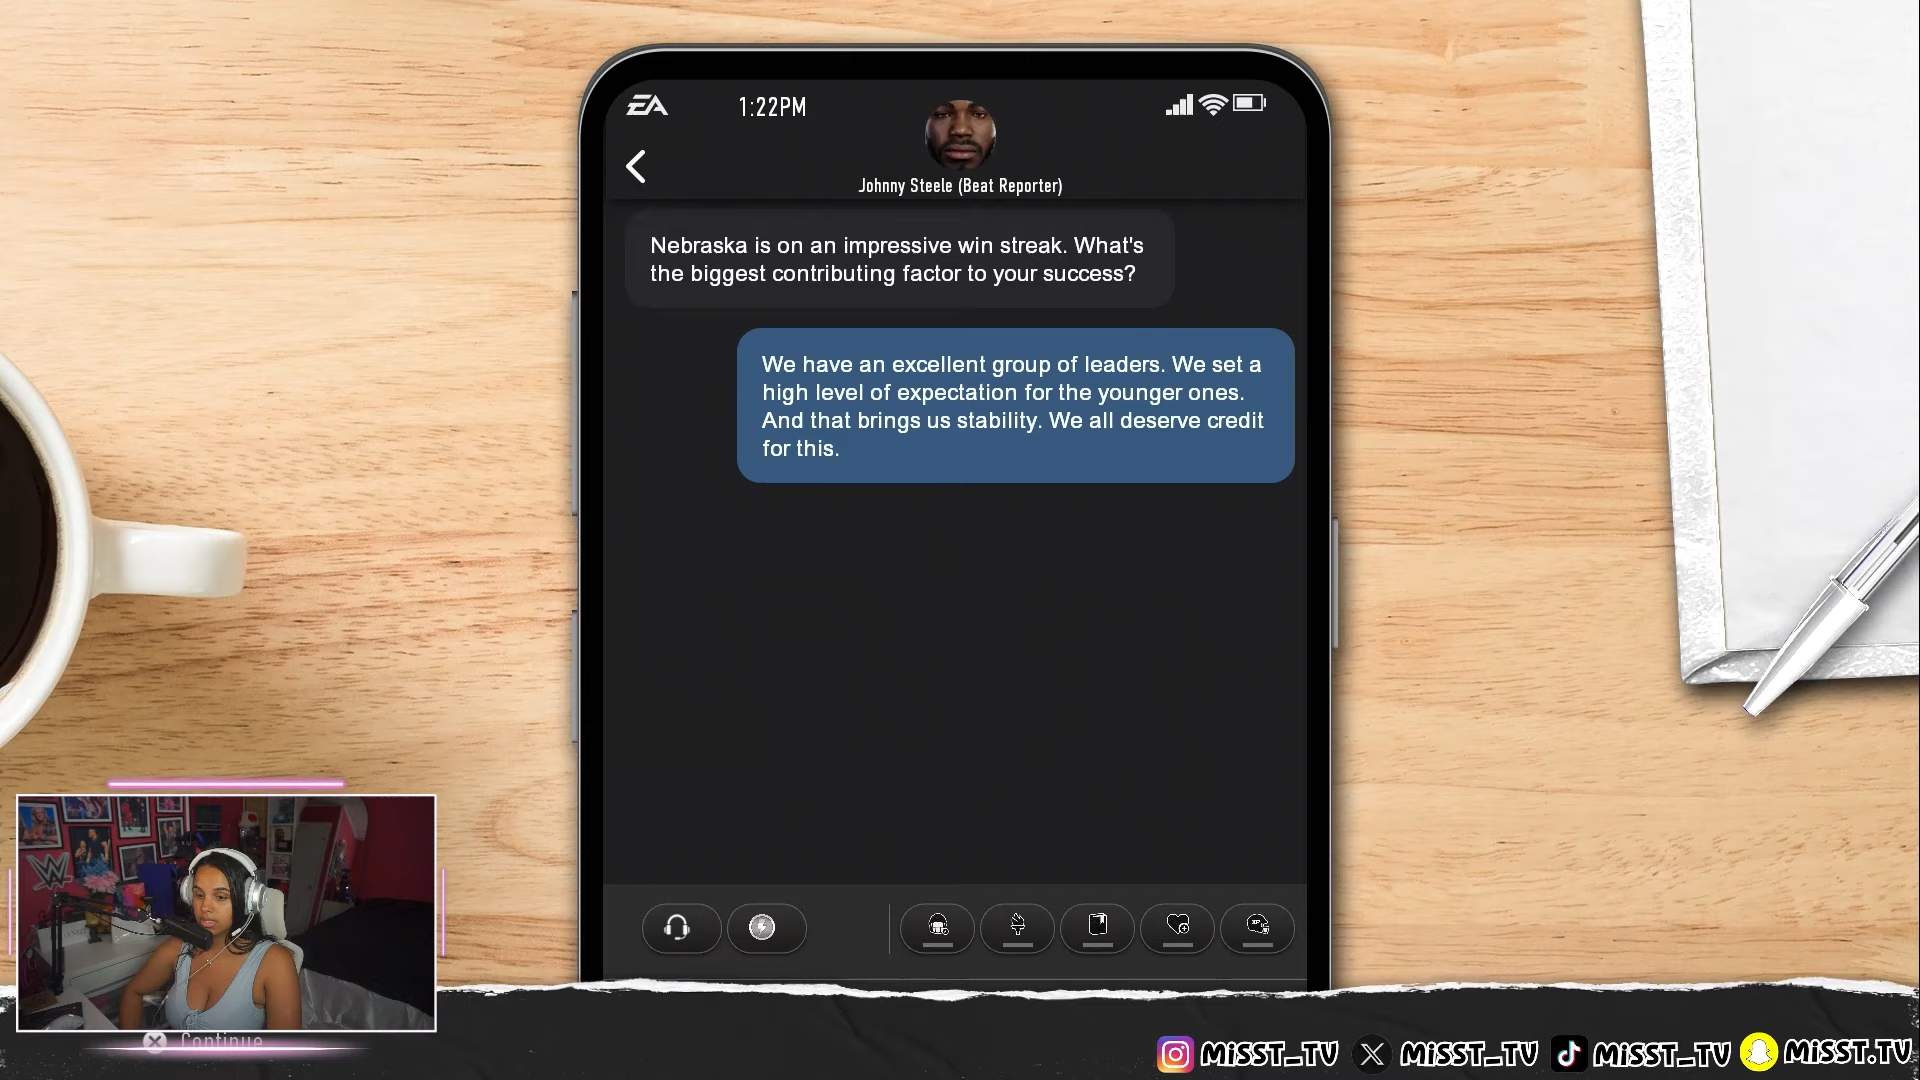 EA
1:22PM
Johnny Steele (Beat Reporter)
Nebraska is on an impressive win streak. What's
the biggest contributing factor to your success?
We have an excellent group of leaders. We set a
high level of expectation for the younger ones.
And that brings us stability. We all deserve credit
for this.
XP
W
Continue
MISST_TV MISST_TV MISST_TV MISST.TV